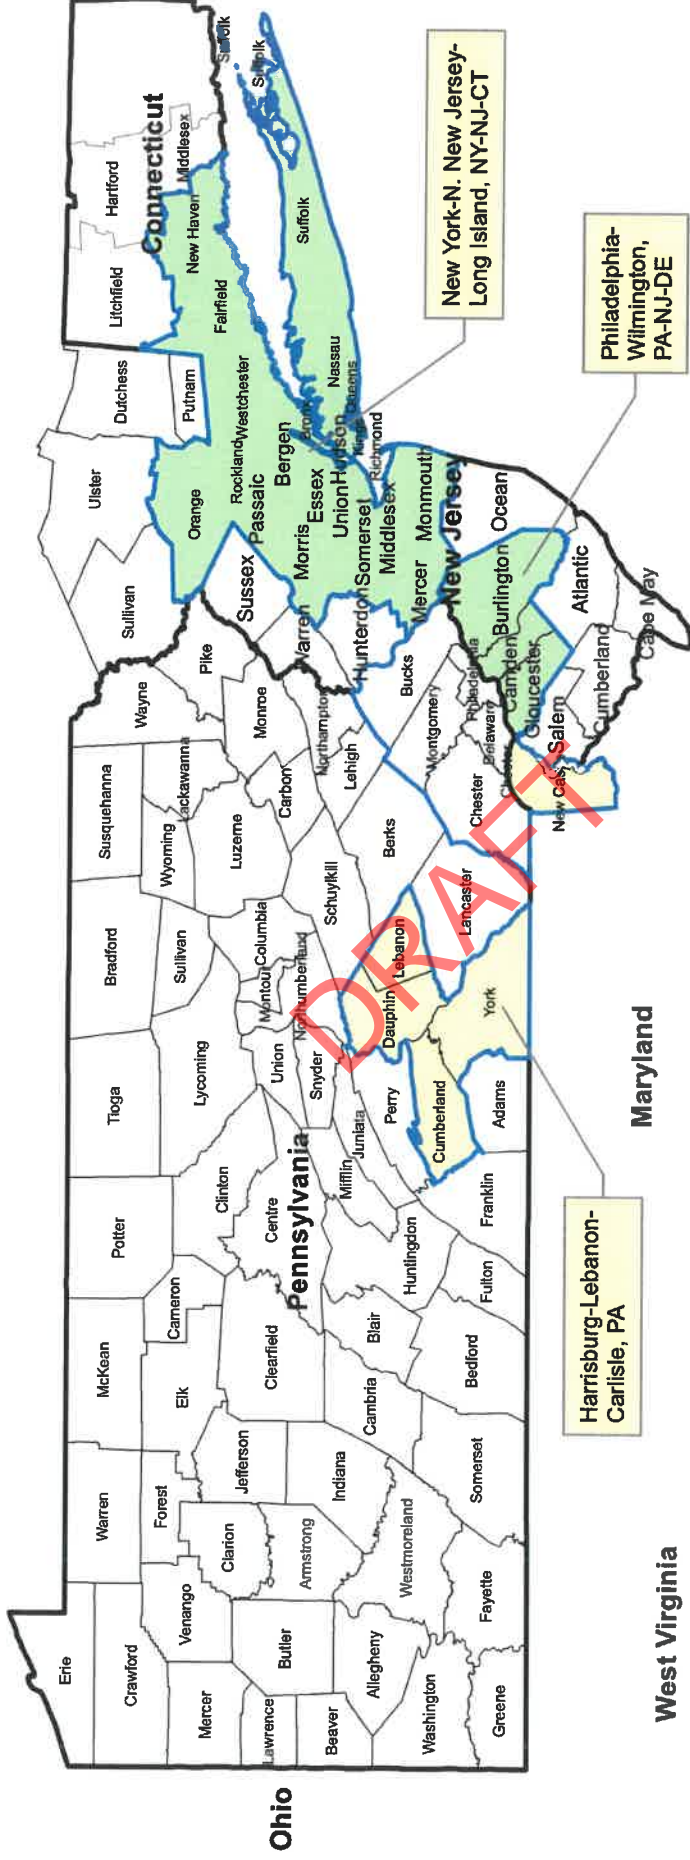 Ohio
West Virginia
Maryland
Pennsylvania
New Jersey
Connecticut
Erie
Crawford
Mercer
Lawrence
Beaver
Washington
Greene
Warren
Forest
Venango
Clarion
Butler
Armstrong
Allegheny
Westmoreland
Fayette
McKean
Elk
Jefferson
Indiana
Cambria
Somerset
Potter
Cameron
Clearfield
Blair
Bedford
Clinton
Centre
Huntingdon
Fulton
Franklin
Tioga
Lycoming
Union
Snyder
Mifflin
Juniata
Perry
Cumberland
Adams
Bradford
Sullivan
Columbia
Montour
Northumberland
Schuylkill
Dauphin
Lebanon
Lancaster
York
Susquehanna
Wyoming
Lackawanna
Luzerne
Carbon
Lehigh
Northampton
Berks
Wayne
Pike
Monroe
Bucks
Montgomery
Philadelphia
Delaware
Chester
Chester
New Cas
Sullivan
Ulster
Dutchess
Putnam
Orange
Rockland
Westchester
Sussex
Passaic
Bergen
Bronx
Warren
Morris
Essex
Hudson
Union
Kings
Queens
Nassau
Suffolk
Suffolk
Suffolk
Richmond
Hunterdon
Somerset
Middlesex
Mercer
Monmouth
Ocean
Burlington
Camden
Gloucester
Salem
Atlantic
Cumberland
Cape May
Litchfield
Hartford
Middlesex
New Haven
Fairfield
New York-N. New Jersey-
Long Island, NY-NJ-CT
Philadelphia-
Wilmington,
PA-NJ-DE
Harrisburg-Lebanon-
Carlisle, PA
DRAFT